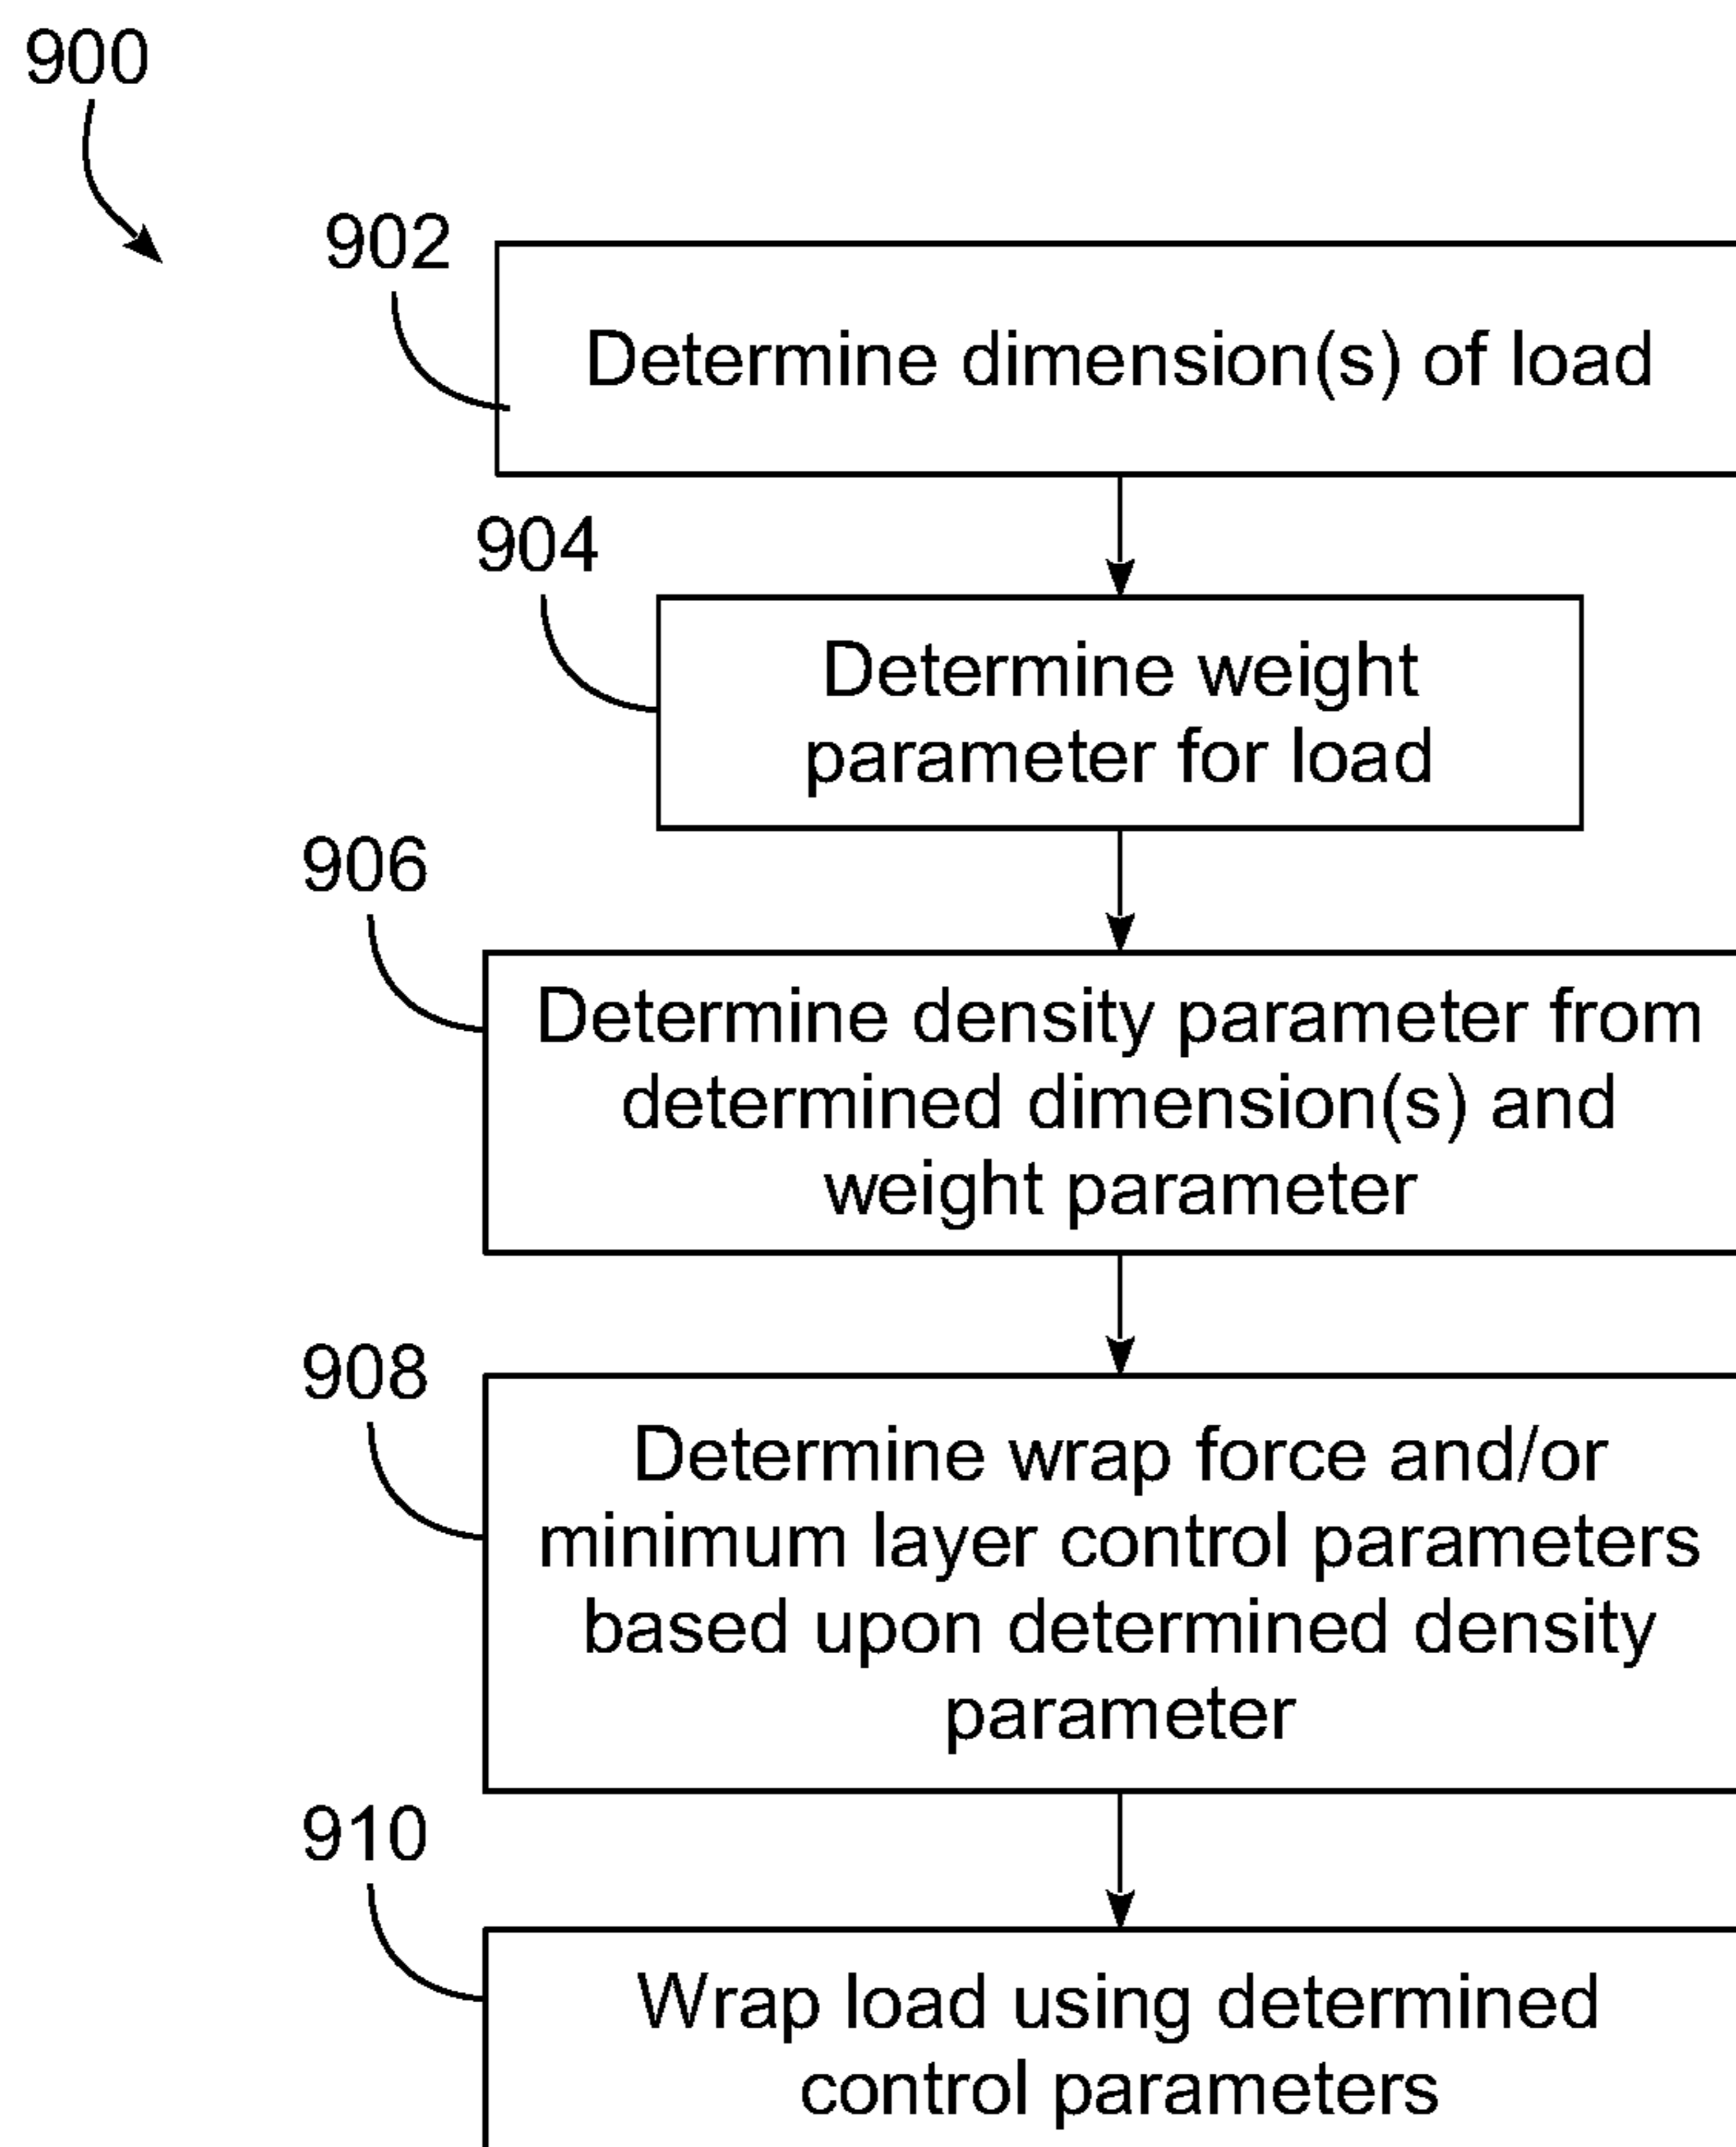 900
902
Determine dimension(s) of load
904
Determine weight
parameter for load
906
Determine density parameter from
determined dimension(s) and
weight parameter
908
Determine wrap force and/or
minimum layer control parameters
based upon determined density
parameter
910
Wrap load using determined
control parameters